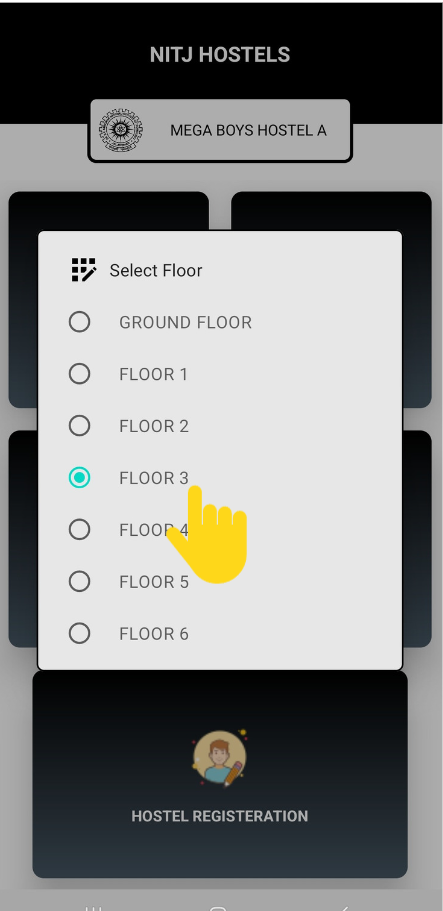 NITJ HOSTELS
MEGA BOYS HOSTEL A
Select Floor
GROUND FLOOR
FLOOR 1
FLOOR 2
FLOOR 3
FLOOR 4
FLOOR 5
FLOOR 6
HOSTEL REGISTERATION